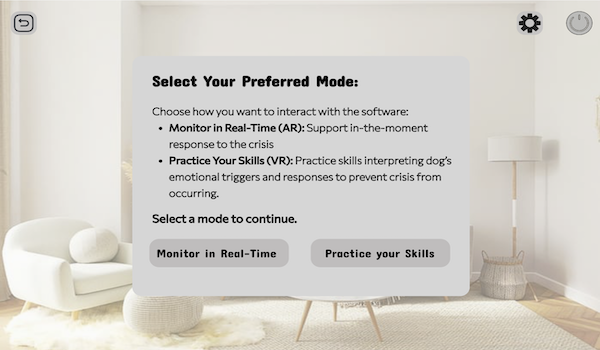 Select Your Preferred Mode:
Choose how you want to interact with the software:
• Monitor in Real-Time (AR): Support in-the-moment
response to the crisis
• Practice Your Skills (VR): Practice skills interpreting dog's
emotional triggers and responses to prevent crisis from
occurring.
Select a mode to continue.
Monitor in Real-Time
Practice your Skills